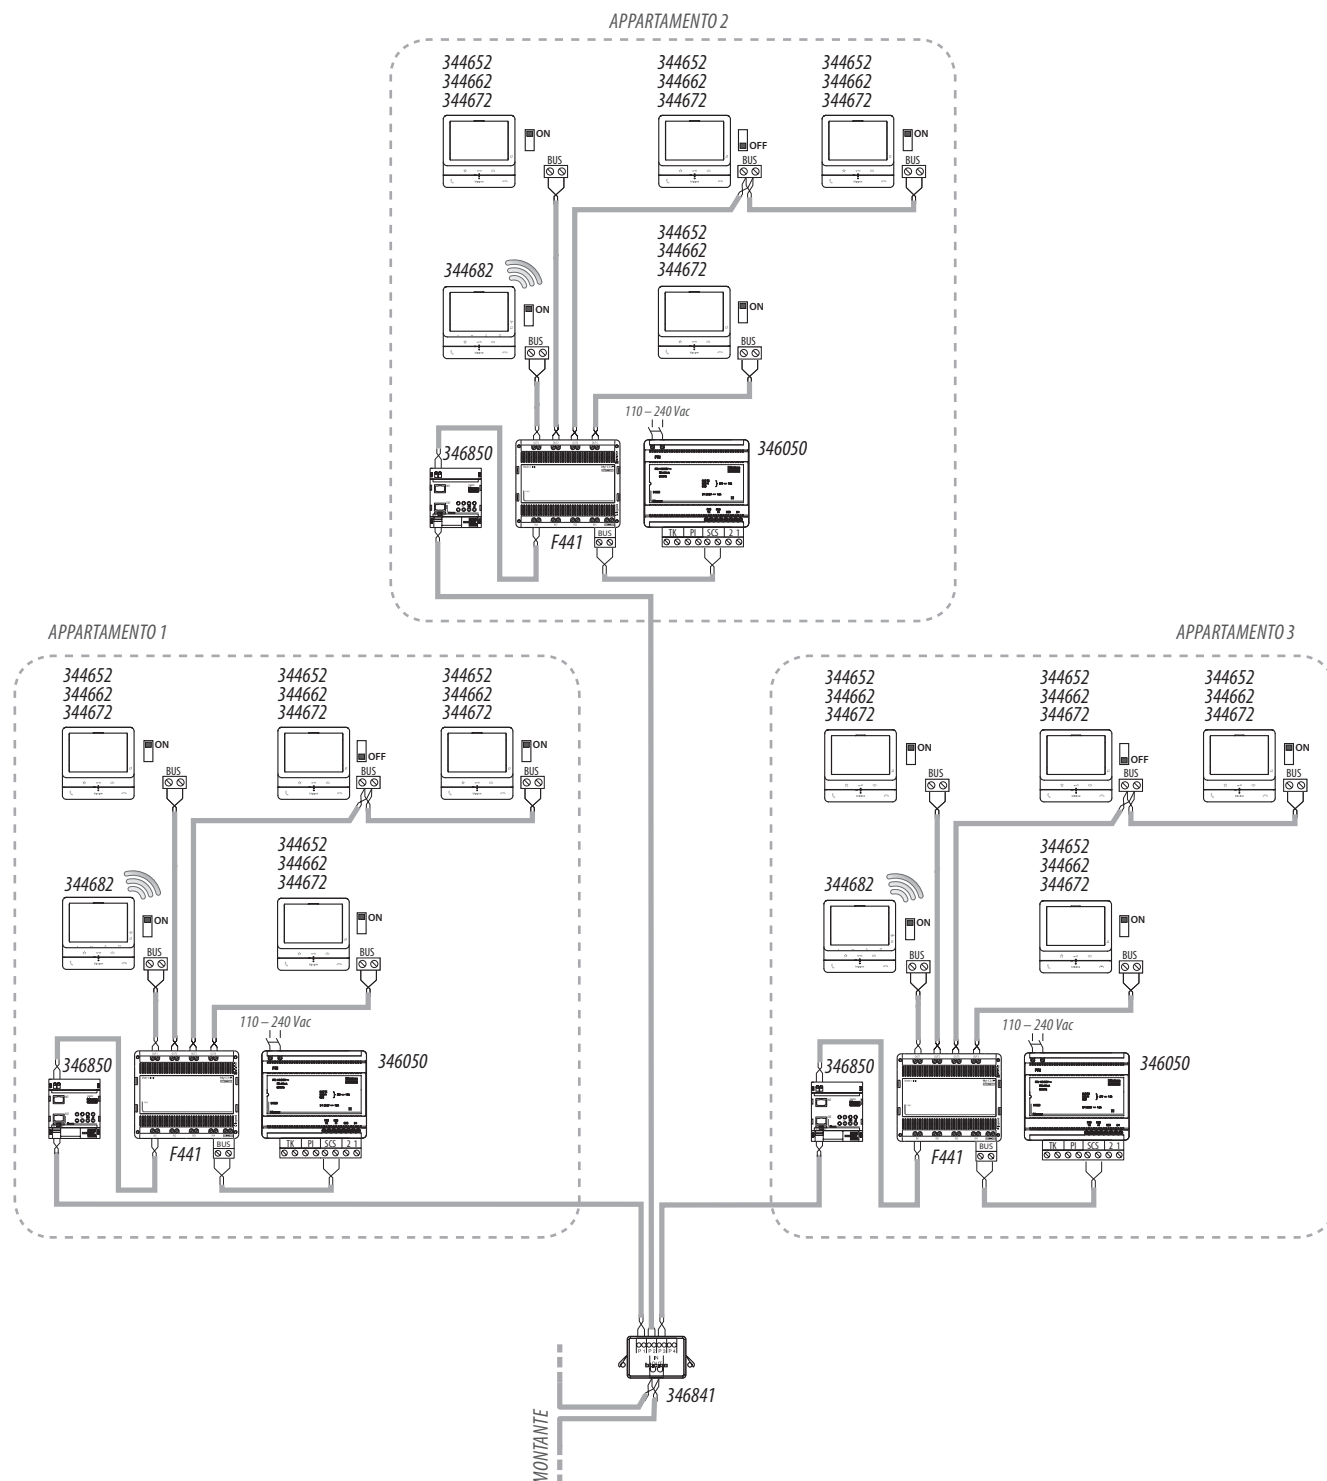 APPARTAMENTO 2
344652
344662
344672
ON
BUS
344652
344662
344672
OFF
BUS
344652
344662
344672
ON
BUS
344682
ON
BUS
344652
344662
344672
ON
BUS
110 – 240 Vac
346850
F441
BUS
346050
TK PI SCS 2 1
APPARTAMENTO 1
344652
344662
344672
ON
BUS
344652
344662
344672
OFF
BUS
344652
344662
344672
ON
BUS
344682
ON
BUS
344652
344662
344672
ON
BUS
110 – 240 Vac
346850
F441
BUS
346050
TK PI SCS 2 1
APPARTAMENTO 3
344652
344662
344672
ON
BUS
344652
344662
344672
OFF
BUS
344652
344662
344672
ON
BUS
344682
ON
BUS
344652
344662
344672
ON
BUS
110 – 240 Vac
346850
F441
BUS
346050
TK PI SCS 2 1
P 1 P 2 P 3 P 4
IN
346841
MONTANTE